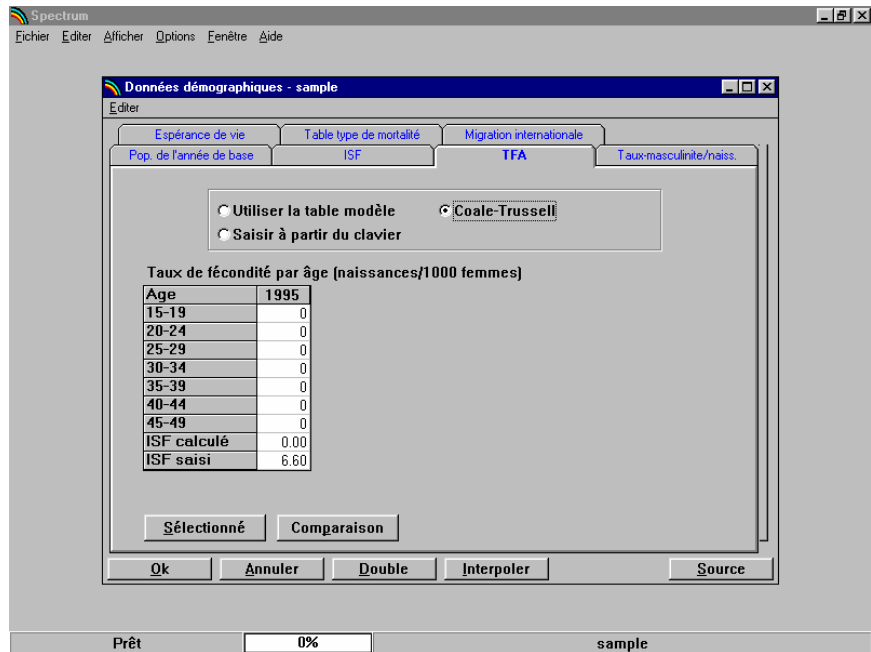 Spectrum
Fichier Editer Afficher Options Fenêtre Aide
Données démographiques - sample
Editer
Espérance de vie Table type de mortalité Migration internationale
Pop. de l'année de base ISF TFA Taux-masculinite/naiss.
Utiliser la table modèle Coale-Trussell
Saisir à partir du clavier
Taux de fécondité par âge (naissances/1000 femmes)
Age 1995
15-19 0
20-24 0
25-29 0
30-34 0
35-39 0
40-44 0
45-49 0
ISF calculé 0.00
ISF saisi 6.60
Sélectionné Comparaison
Ok Annuler Double Interpoler Source
Prêt 0% sample